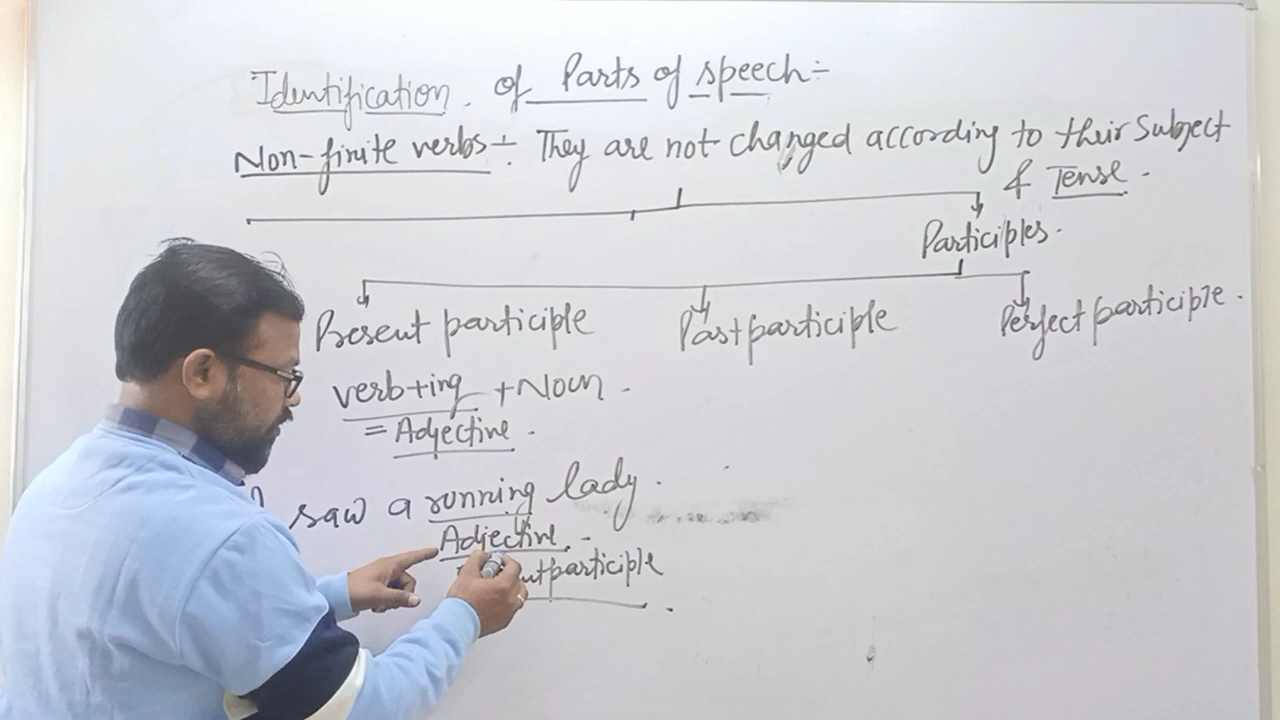 Identification. of Parts of speech:-
Non-finite verbs:- They are not changed according to their Subject
& Tense.
Participles.
Present participle Past participle Perfect participle.
verb+ing + Noun.
= Adjective.
saw a running lady.
Adjective.
participle